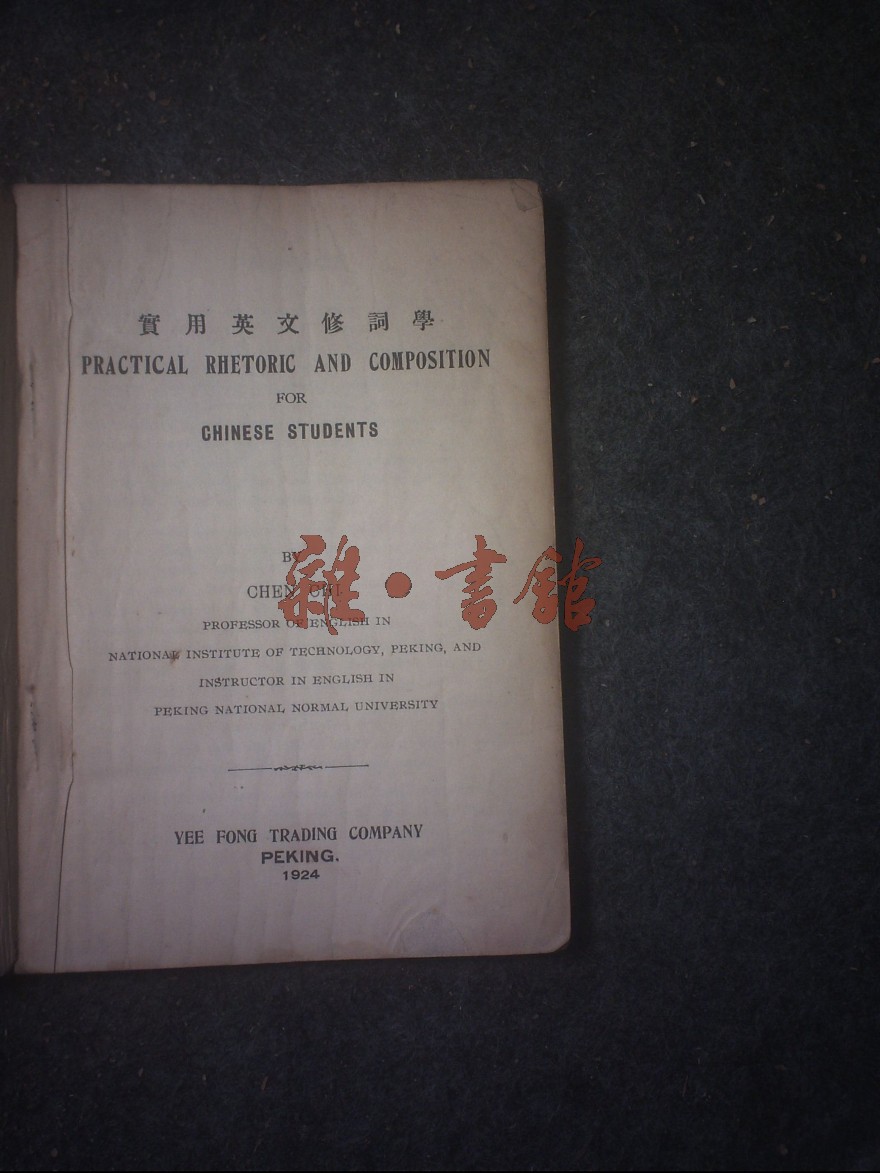 實用英文修詞學
PRACTICAL RHETORIC AND COMPOSITION
FOR
CHINESE STUDENTS
BY
CHEN CHI
雜·書館
PROFESSOR OF ENGLISH IN
NATIONAL INSTITUTE OF TECHNOLOGY, PEKING, AND
INSTRUCTOR IN ENGLISH IN
PEKING NATIONAL NORMAL UNIVERSITY
YEE FONG TRADING COMPANY
PEKING.
1924